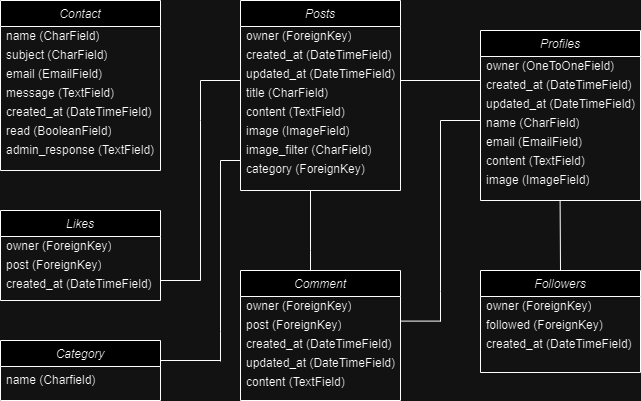 Contact
name (CharField)
subject (CharField)
email (EmailField)
message (TextField)
created_at (DateTimeField)
read (BooleanField)
admin_response (TextField)
Posts
owner (ForeignKey)
created_at (DateTimeField)
updated_at (DateTimeField)
title (CharField)
content (TextField)
image (ImageField)
image_filter (CharField)
category (ForeignKey)
Profiles
owner (OneToOneField)
created_at (DateTimeField)
updated_at (DateTimeField)
name (CharField)
email (EmailField)
content (TextField)
image (ImageField)
Likes
owner (ForeignKey)
post (ForeignKey)
created_at (DateTimeField)
Category
name (Charfield)
Comment
owner (ForeignKey)
post (ForeignKey)
created_at (DateTimeField)
updated_at (DateTimeField)
content (TextField)
Followers
owner (ForeignKey)
followed (ForeignKey)
created_at (DateTimeField)